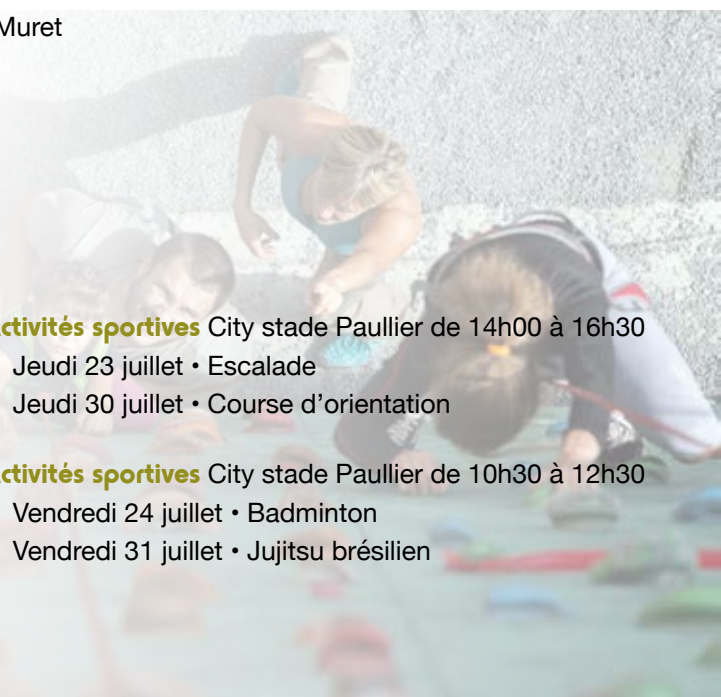 Muret
ctivités sportives City stade Paullier de 14h00 à 16h30
Jeudi 23 juillet • Escalade
Jeudi 30 juillet • Course d’orientation
ctivités sportives City stade Paullier de 10h30 à 12h30
Vendredi 24 juillet • Badminton
Vendredi 31 juillet • Jujitsu brésilien